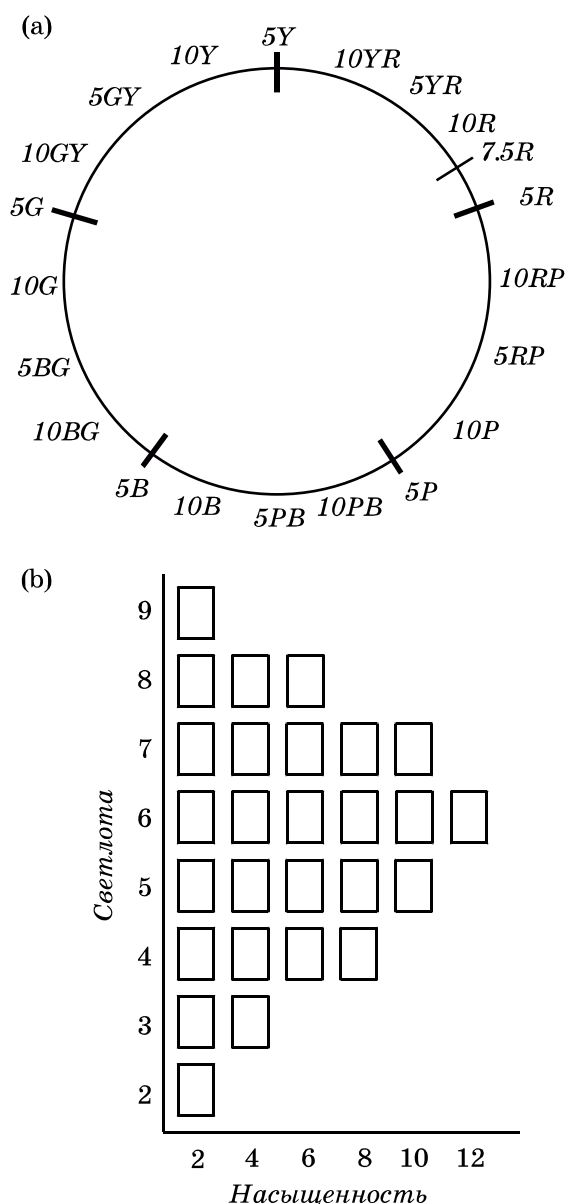 (a)
5Y
10Y
10YR
5GY
5YR
10R
10GY
7.5R
5G
5R
10G
10RP
5BG
5RP
10BG
10P
5B
5P
10B
10PB
5PB
(b)
9
8
7
6
5
4
3
2
Светлота
2 4 6 8 10 12
Насыщенность